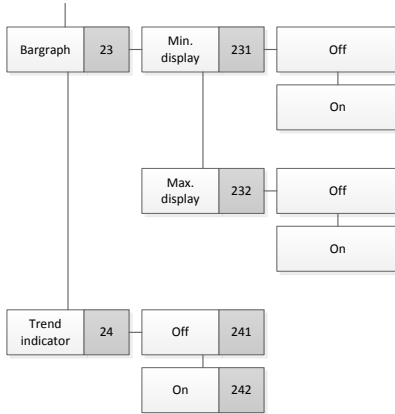 Bargraph 23 Min. display 231 Off
On
Max. display 232 Off
On
Trend indicator 24 Off 241
On 242